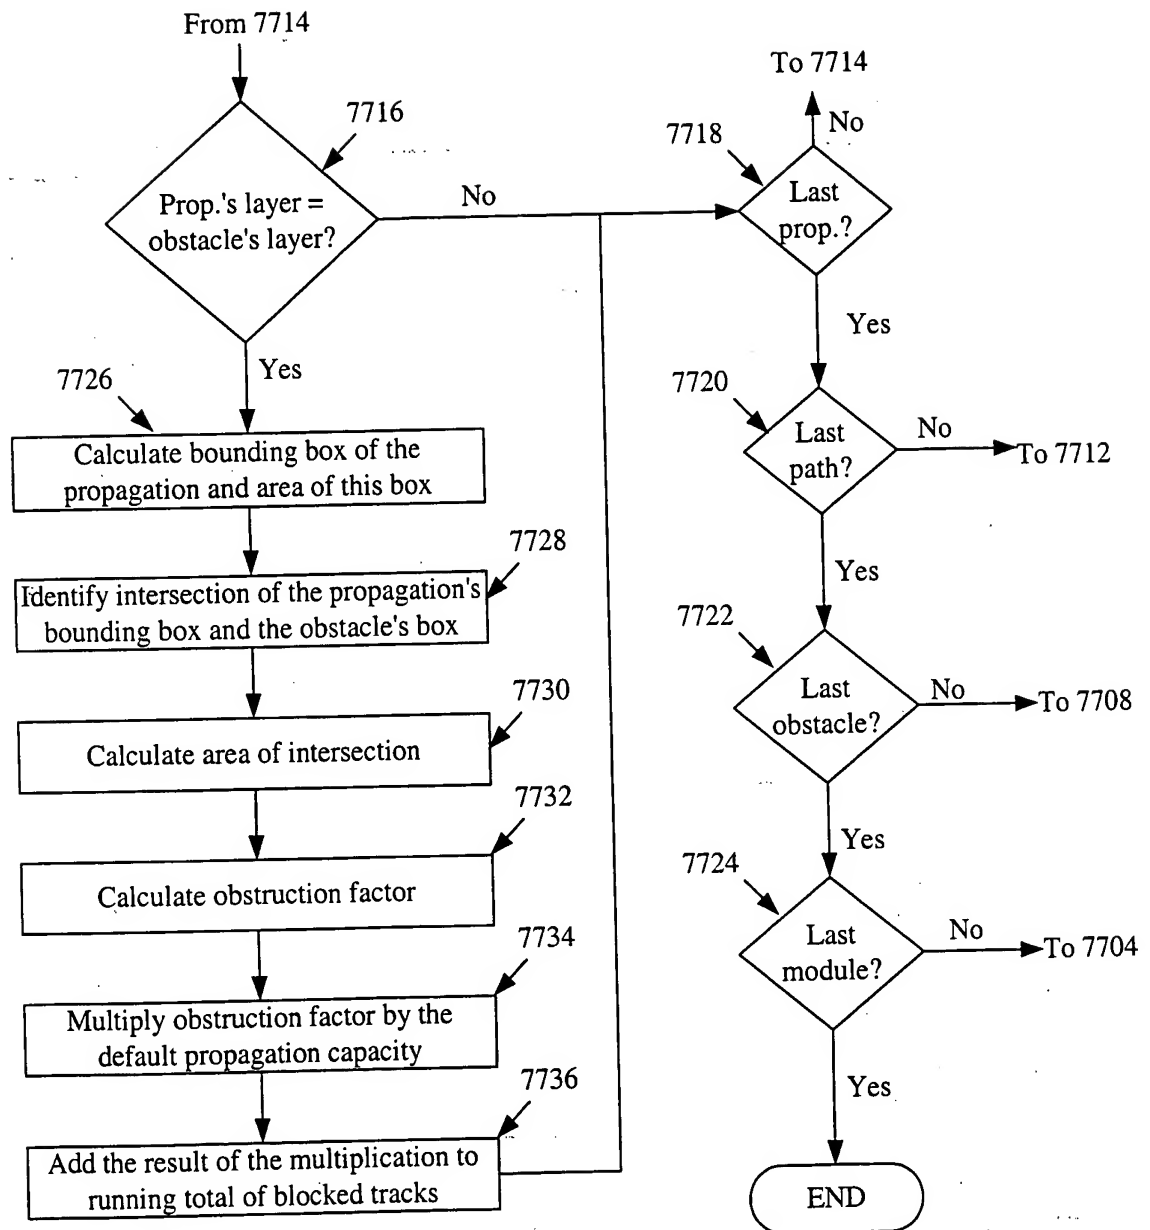 From 7714
7716
Prop.'s layer =
obstacle's layer?
No
Yes
7726
Calculate bounding box of the
propagation and area of this box
7728
Identify intersection of the propagation's
bounding box and the obstacle's box
7730
Calculate area of intersection
7732
Calculate obstruction factor
7734
Multiply obstruction factor by the
default propagation capacity
7736
Add the result of the multiplication to
running total of blocked tracks
To 7714
No
7718
Last
prop.?
Yes
7720
Last
path?
No
To 7712
Yes
7722
Last
obstacle?
No
To 7708
Yes
7724
Last
module?
No
To 7704
Yes
END